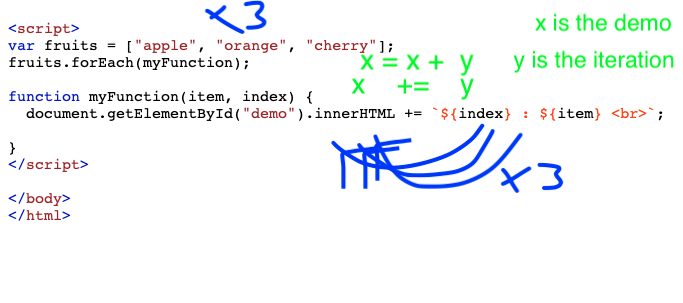 x3
x is the demo
<script>
var fruits = ["apple", "orange", "cherry"];
fruits.forEach(myFunction);
x = x + y
y is the iteration
x += y
function myFunction(item, index) {
document.getElementById("demo").innerHTML += `${index} : ${item} <br>`;
}
x3
</script>
</body>
</html>